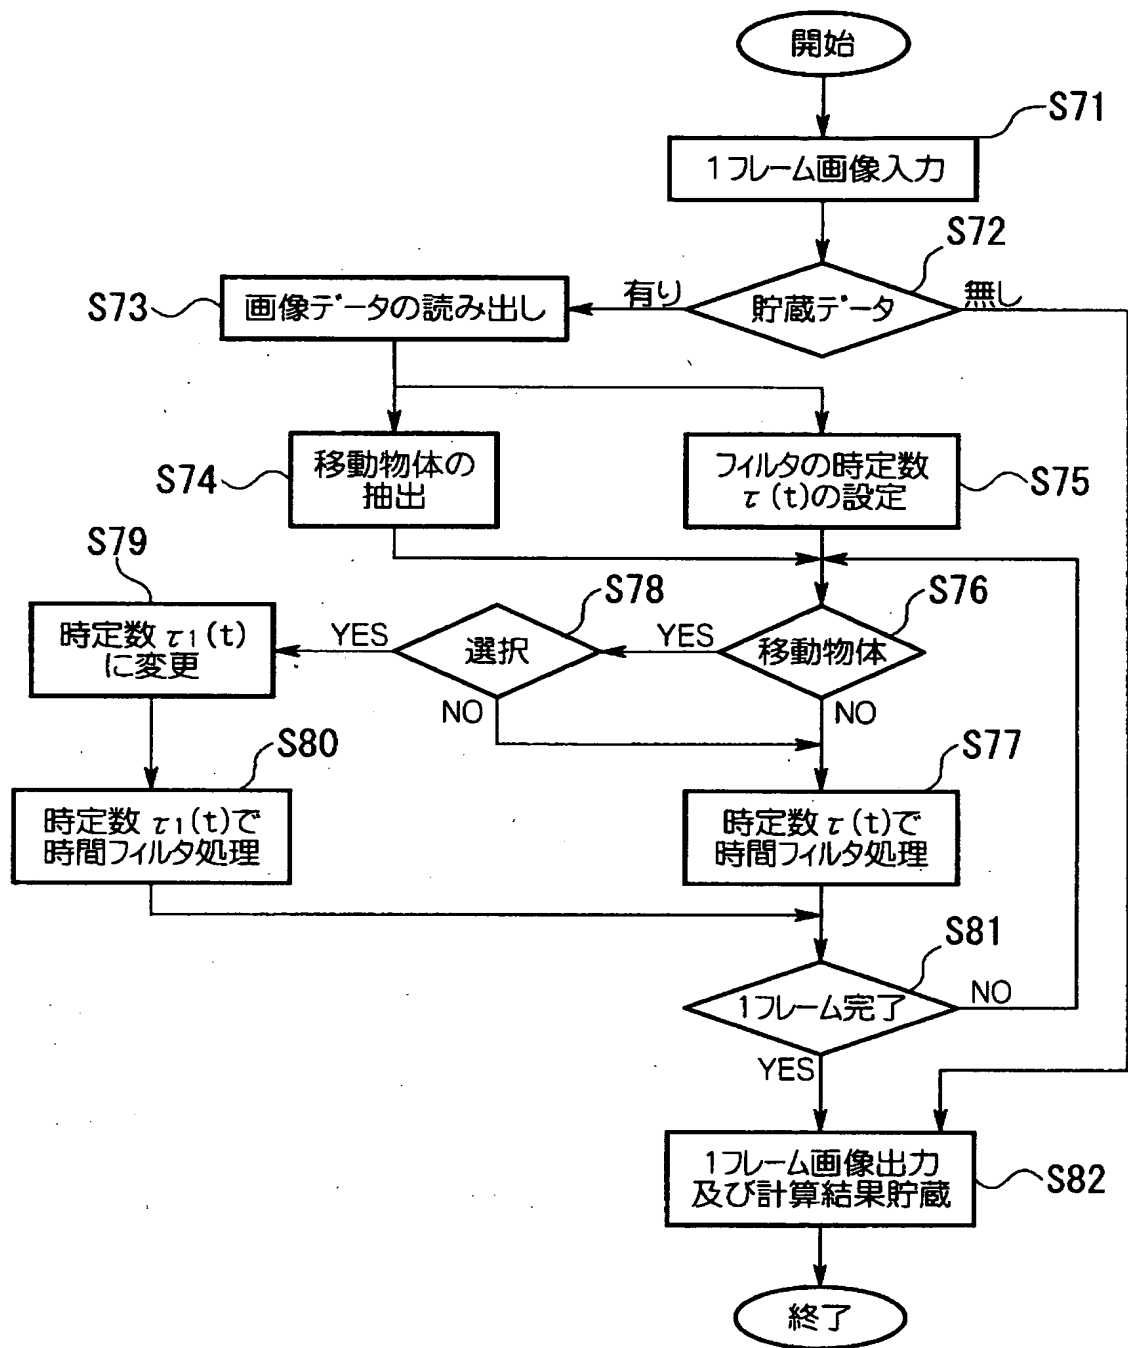 開始
S71
1フレーム画像入力
S72
貯蔵データ
有り
無し
S73
画像データの読み出し
S74
移動物体の
抽出
フィルタの時定数
τ(t)の設定
S75
S79
時定数 τ1(t)
に変更
YES
S78
選択
NO
YES
S76
移動物体
NO
S80
時定数 τ1(t)で
時間フィルタ処理
S77
時定数 τ(t)で
時間フィルタ処理
S81
1フレーム完了
NO
YES
1フレーム画像出力
及び計算結果貯蔵
S82
終了